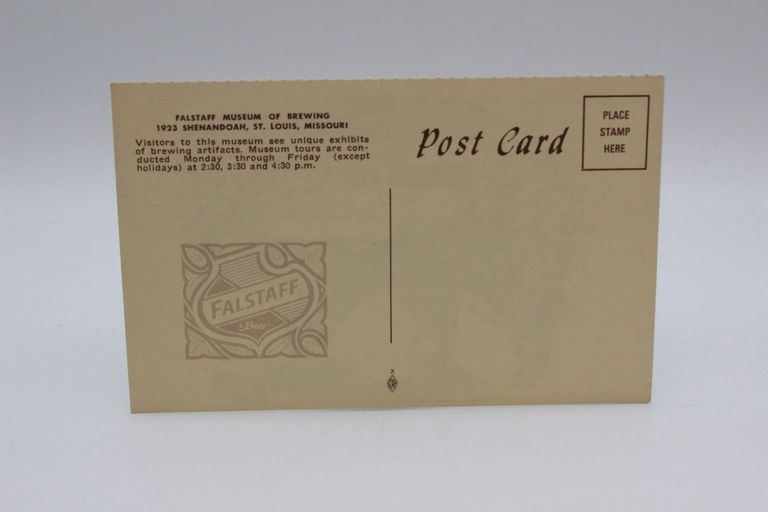 FALSTAFF MUSEUM OF BREWING
1923 SHENANDOAH, ST. LOUIS, MISSOURI
Visitors to this museum see unique exhibits
of brewing artifacts. Museum tours are con-
ducted Monday through Friday (except
holidays) at 2:30, 3:30 and 4:30 p.m.
Post Card
PLACE
STAMP
HERE
FALSTAFF
Beer